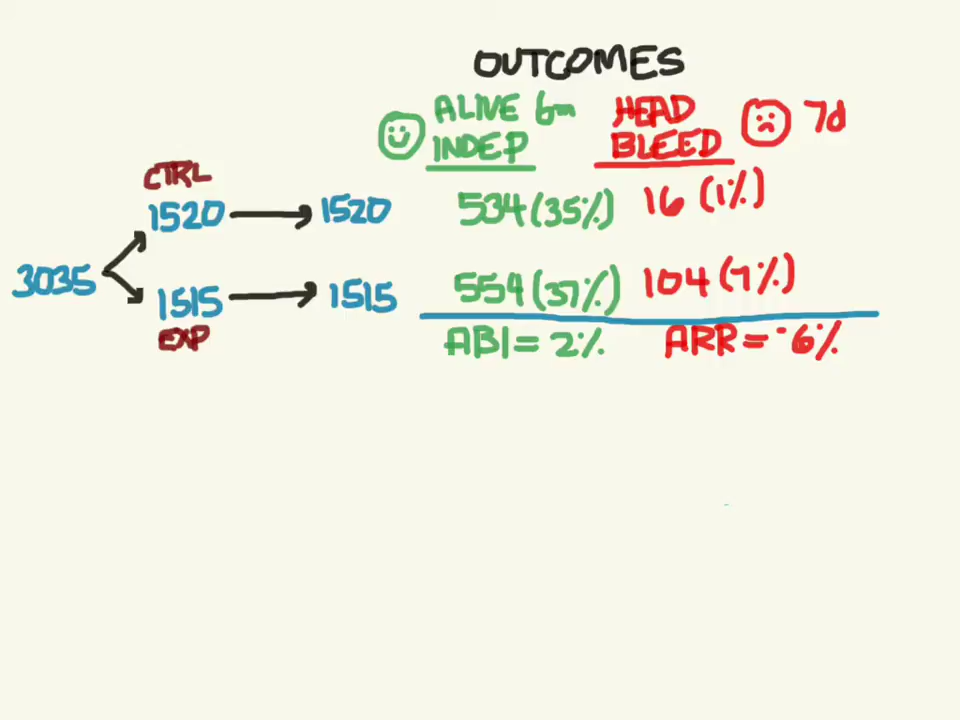 OUTCOMES
ALIVE 6m
INDEP
HEAD
BLEED
7d
CTRL
1520
1520
534 (35%)
16 (1%)
3035
1515
1515
554 (37%)
104 (7%)
EXP
ABI = 2%
ARR = -6%